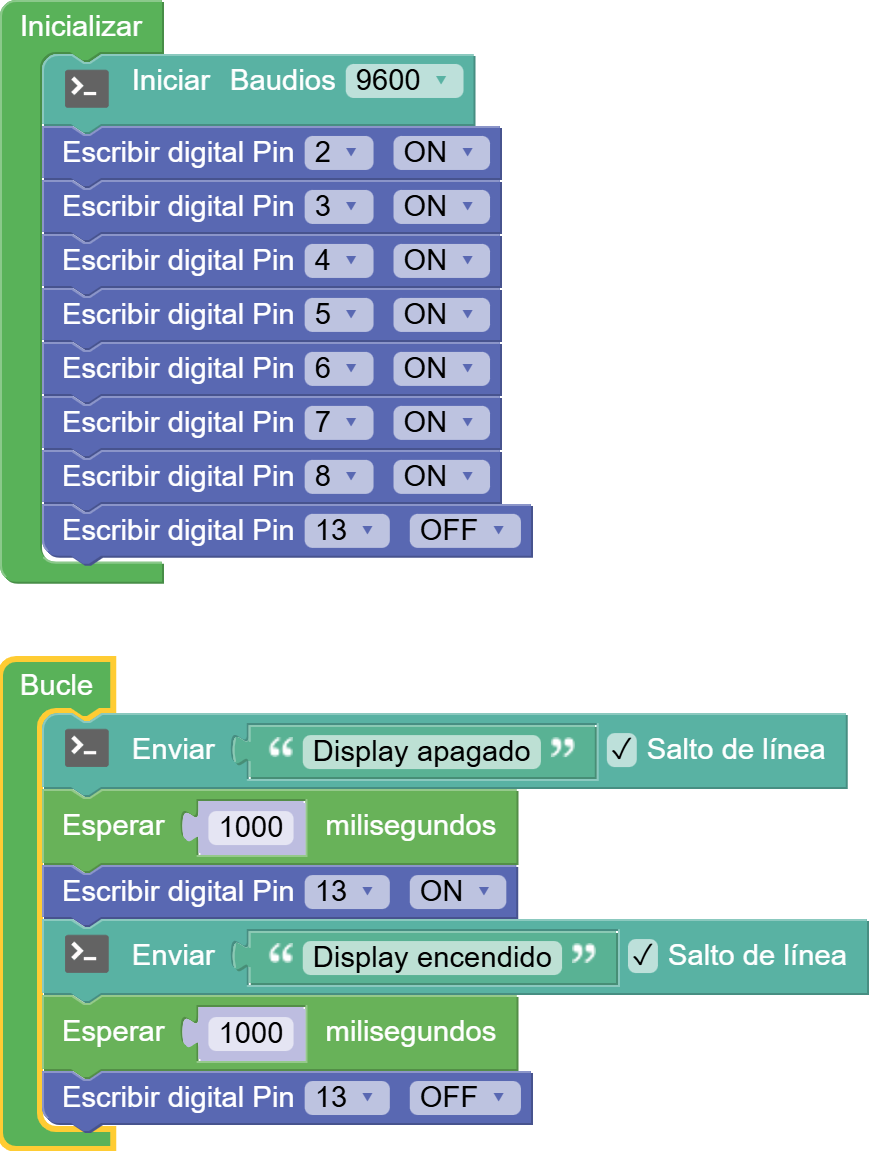 Inicializar
Iniciar Baudios 9600
Escribir digital Pin 2 ON
Escribir digital Pin 3 ON
Escribir digital Pin 4 ON
Escribir digital Pin 5 ON
Escribir digital Pin 6 ON
Escribir digital Pin 7 ON
Escribir digital Pin 8 ON
Escribir digital Pin 13 OFF
Bucle
Enviar “ Display apagado ” ✓ Salto de línea
Esperar 1000 milisegundos
Escribir digital Pin 13 ON
Enviar “ Display encendido ” ✓ Salto de línea
Esperar 1000 milisegundos
Escribir digital Pin 13 OFF